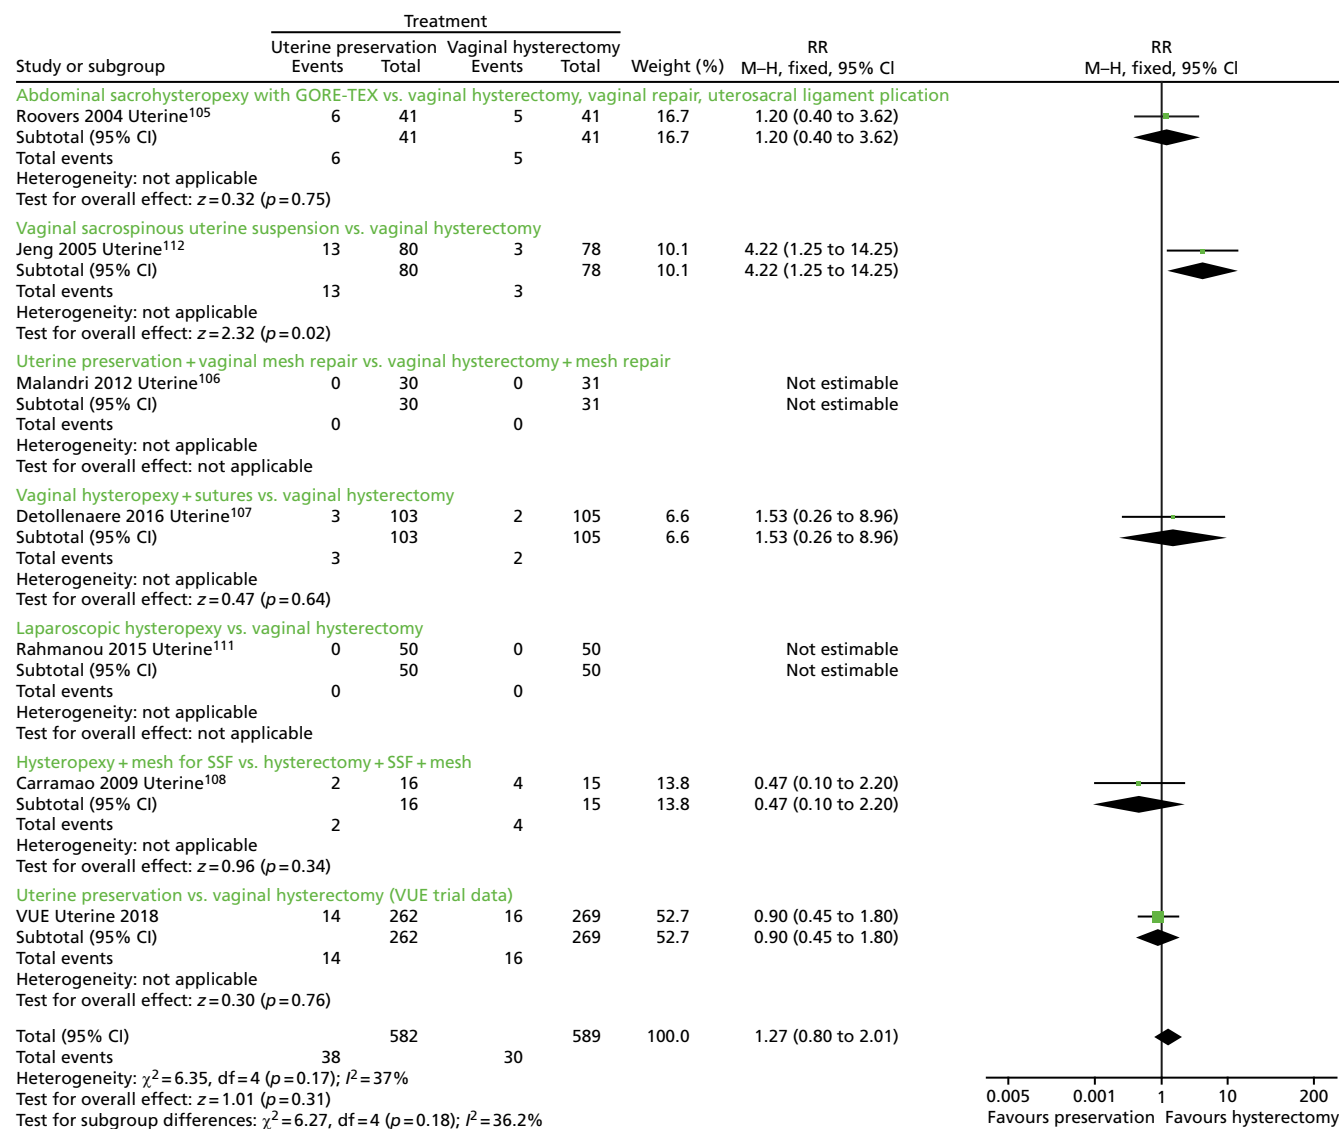 Treatment
Uterine preservation Vaginal hysterectomy RR RR
Study or subgroup Events Total Events Total Weight (%) M–H, fixed, 95% CI M–H, fixed, 95% CI
Abdominal sacrohysteropexy with GORE-TEX vs. vaginal hysterectomy, vaginal repair, uterosacral ligament plication
Roovers 2004 Uterine105 6 41 5 41 16.7 1.20 (0.40 to 3.62)
Subtotal (95% CI) 41 41 16.7 1.20 (0.40 to 3.62)
Total events 6 5
Heterogeneity: not applicable
Test for overall effect: z=0.32 (p=0.75)
Vaginal sacrospinous uterine suspension vs. vaginal hysterectomy
Jeng 2005 Uterine112 13 80 3 78 10.1 4.22 (1.25 to 14.25)
Subtotal (95% CI) 80 78 10.1 4.22 (1.25 to 14.25)
Total events 13 3
Heterogeneity: not applicable
Test for overall effect: z=2.32 (p=0.02)
Uterine preservation+vaginal mesh repair vs. vaginal hysterectomy+mesh repair
Malandri 2012 Uterine106 0 30 0 31 Not estimable
Subtotal (95% CI) 30 31 Not estimable
Total events 0 0
Heterogeneity: not applicable
Test for overall effect: not applicable
Vaginal hysteropexy+sutures vs. vaginal hysterectomy
Detollenaere 2016 Uterine107 3 103 2 105 6.6 1.53 (0.26 to 8.96)
Subtotal (95% CI) 103 105 6.6 1.53 (0.26 to 8.96)
Total events 3 2
Heterogeneity: not applicable
Test for overall effect: z=0.47 (p=0.64)
Laparoscopic hysteropexy vs. vaginal hysterectomy
Rahmanou 2015 Uterine111 0 50 0 50 Not estimable
Subtotal (95% CI) 50 50 Not estimable
Total events 0 0
Heterogeneity: not applicable
Test for overall effect: not applicable
Hysteropexy+mesh for SSF vs. hysterectomy+SSF+mesh
Carramao 2009 Uterine108 2 16 4 15 13.8 0.47 (0.10 to 2.20)
Subtotal (95% CI) 16 15 13.8 0.47 (0.10 to 2.20)
Total events 2 4
Heterogeneity: not applicable
Test for overall effect: z=0.96 (p=0.34)
Uterine preservation vs. vaginal hysterectomy (VUE trial data)
VUE Uterine 2018 14 262 16 269 52.7 0.90 (0.45 to 1.80)
Subtotal (95% CI) 262 269 52.7 0.90 (0.45 to 1.80)
Total events 14 16
Heterogeneity: not applicable
Test for overall effect: z=0.30 (p=0.76)
Total (95% CI) 582 589 100.0 1.27 (0.80 to 2.01)
Total events 38 30
Heterogeneity: χ2=6.35, df=4 (p=0.17); I2=37%
Test for overall effect: z=1.01 (p=0.31)
Test for subgroup differences: χ2=6.27, df=4 (p=0.18); I2=36.2%
0.005 0.001 1 10 200
Favours preservation Favours hysterectomy